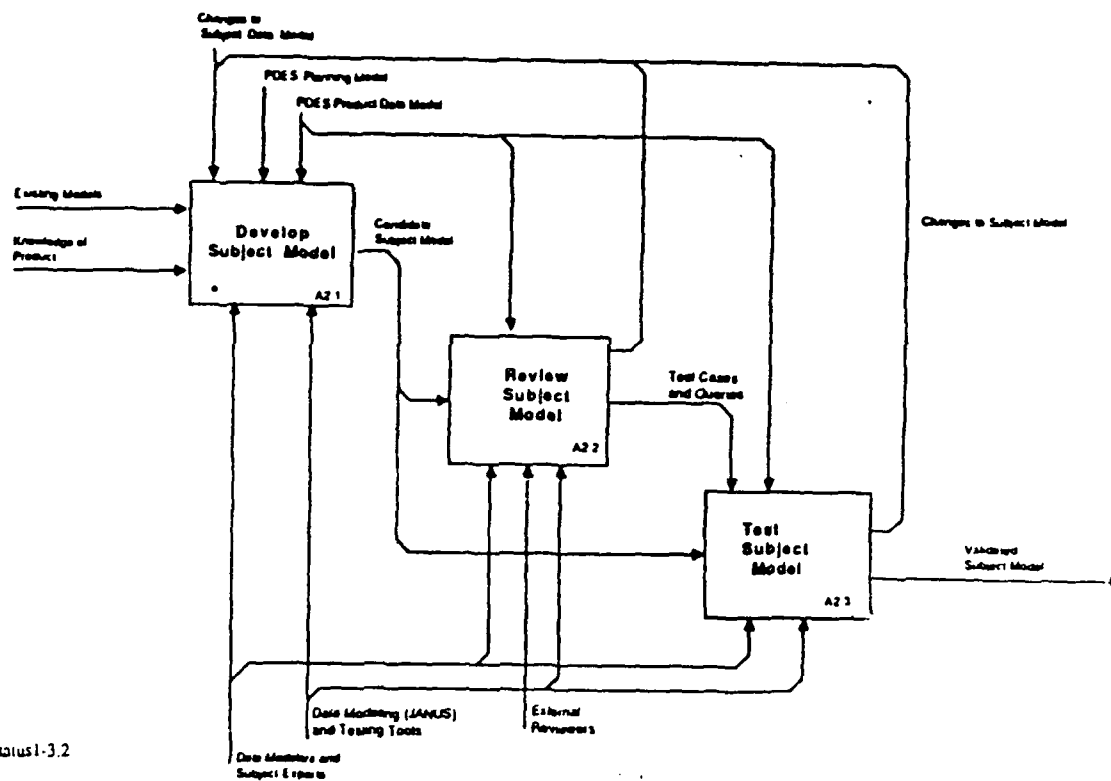 Changes to
Subject Data Model
PDES Planning Model
PDES Product Data Model
Existing Models
Knowledge of
Product
Develop
Subject Model
A2.1
Candidate
Subject Model
Changes to Subject Model
Review
Subject
Model
A2.2
Test Cases
and Queries
Test
Subject
Model
A2.3
Validated
Subject Model
Data Modeling (JANUS)
and Testing Tools
External
Reviewers
Data Modelers and
Subject Experts